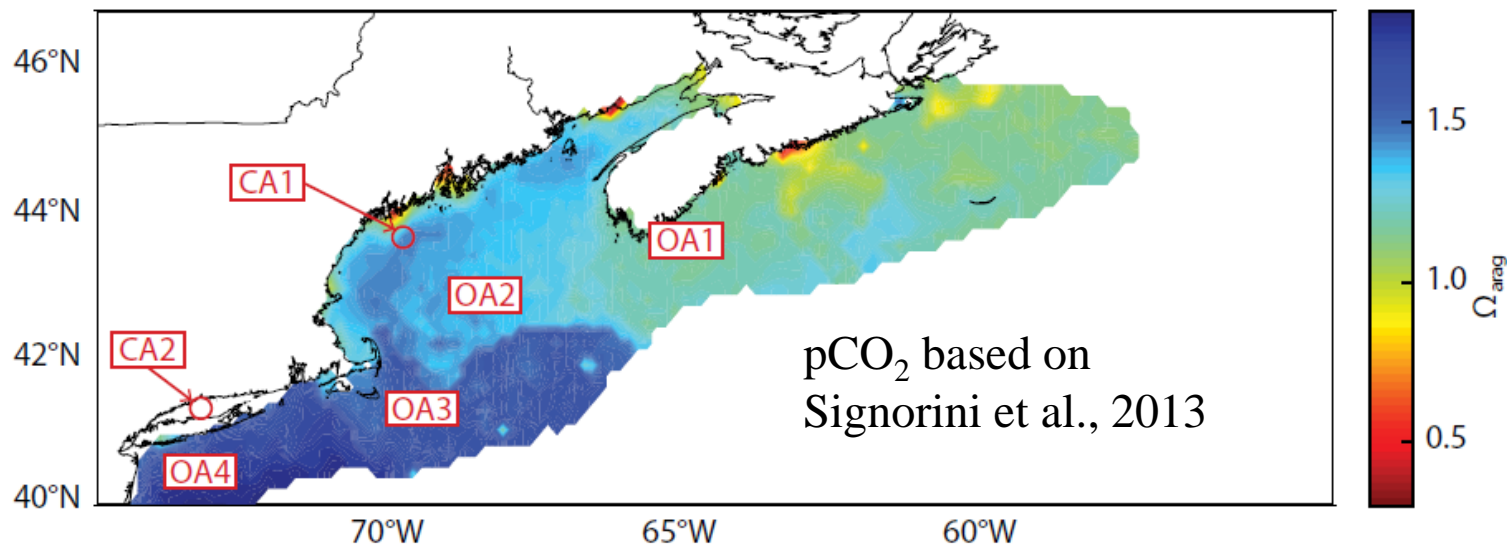 46°N
44°N
42°N
40°N
CA1
OA1
OA2
CA2
OA3
OA4
pCO₂ based on
Signorini et al., 2013
70°W
65°W
60°W
1.5
1.0
0.5
Ωarag